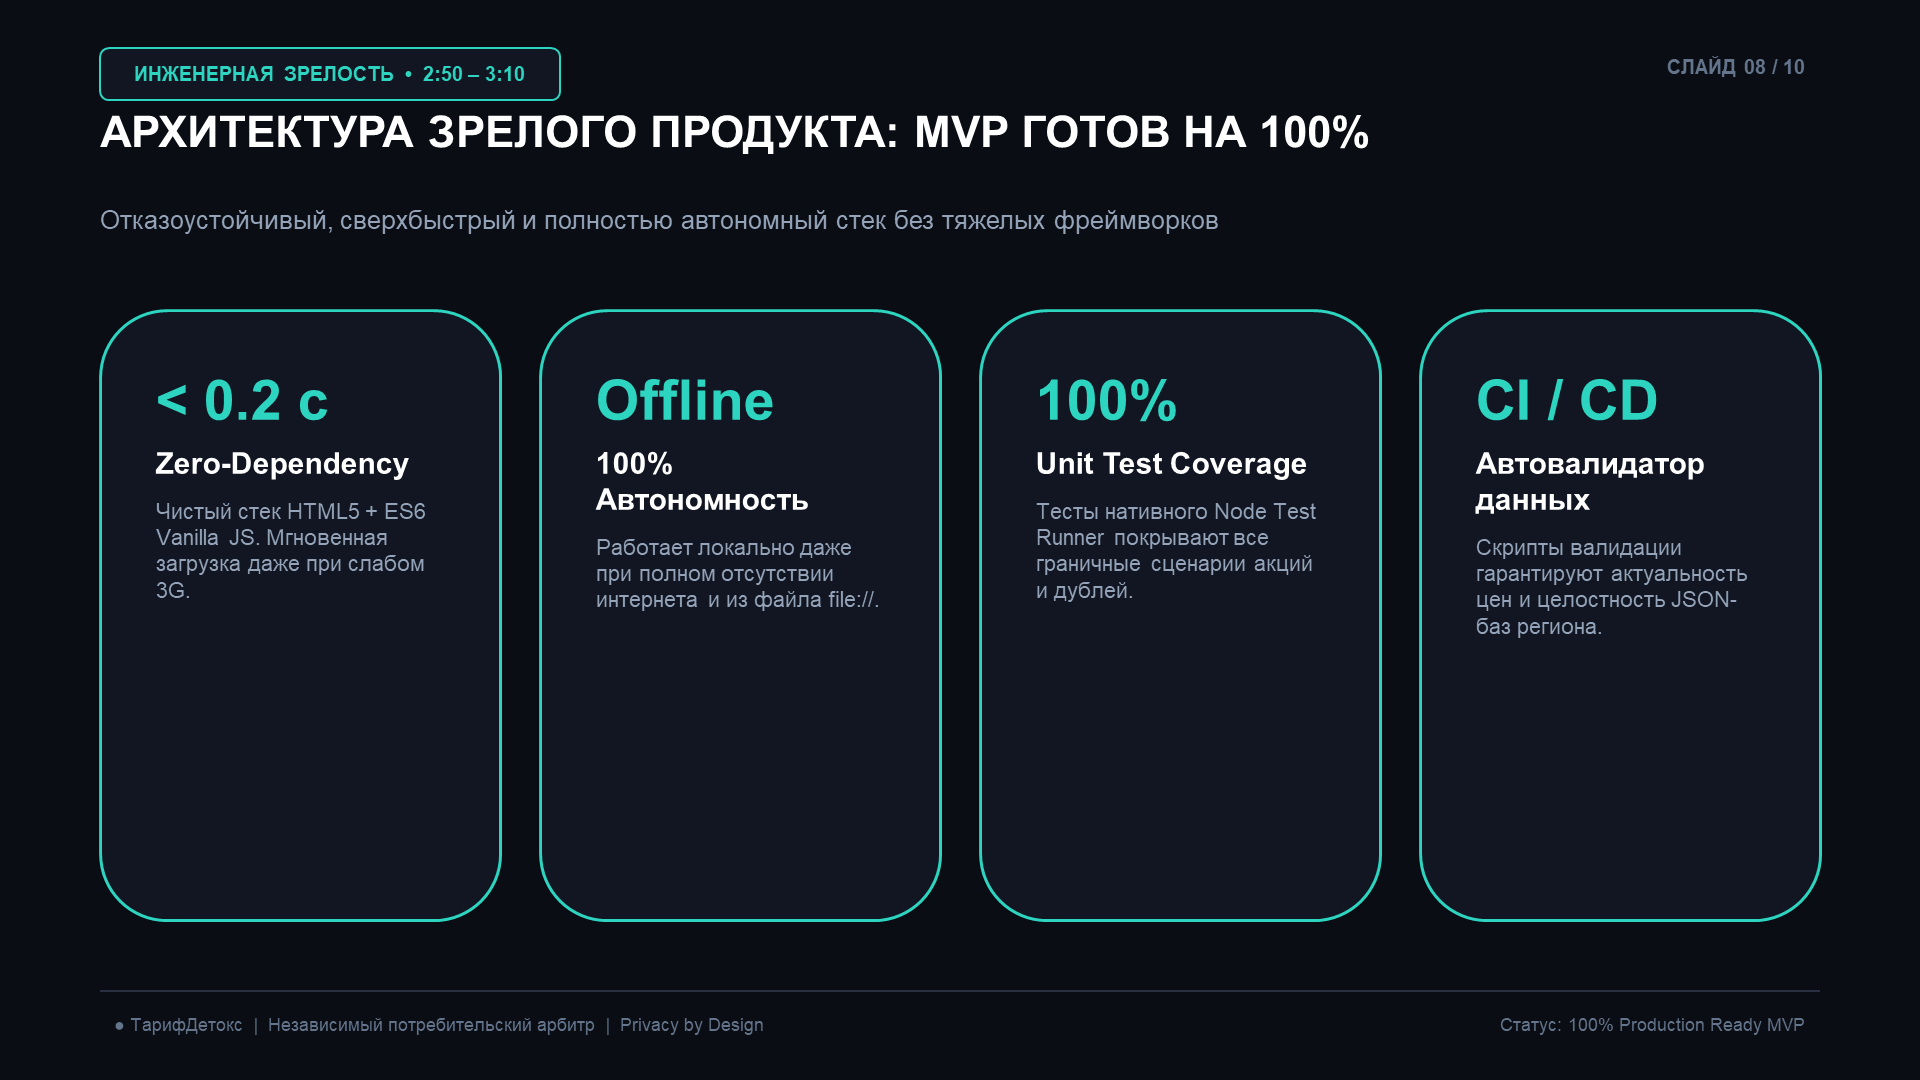 ИНЖЕНЕРНАЯ ЗРЕЛОСТЬ • 2:50 – 3:10
СЛАЙД 08 / 10
АРХИТЕКТУРА ЗРЕЛОГО ПРОДУКТА: MVP ГОТОВ НА 100%
Отказоустойчивый, сверхбыстрый и полностью автономный стек без тяжелых фреймворков
< 0.2 с
Zero-Dependency
Чистый стек HTML5 + ES6
Vanilla JS. Мгновенная
загрузка даже при слабом
3G.
Offline
100%
Автономность
Работает локально даже
при полном отсутствии
интернета и из файла file://.
100%
Unit Test Coverage
Тесты нативного Node Test
Runner покрывают все
граничные сценарии акций
и дублей.
CI / CD
Автовалидатор
данных
Скрипты валидации
гарантируют актуальность
цен и целостность JSON-
баз региона.
● ТарифДетокс | Независимый потребительский арбитр | Privacy by Design
Статус: 100% Production Ready MVP